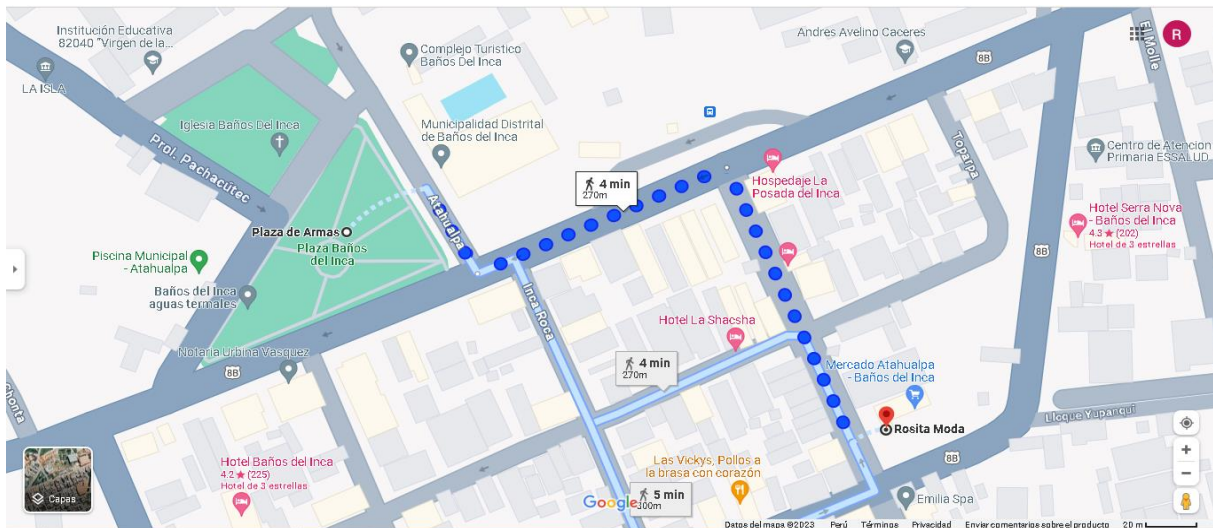 Institución Educativa
82040 "Virgen de la...
LA ISLA
Complejo Turistico
Baños Del Inca
Andres Avelino Caceres
R
El Molle
8B
Iglesia Baños Del Inca
Municipalidad Distrital
de Baños del Inca
Prol. Pachacútec
Toparpa
Centro de Atencion
Primaria ESSALUD
4 min
270m
Hospedaje La
Posada del Inca
Atahualpa
Hotel Serra Nova
- Baños del Inca
4.3 ★ (202)
Hotel de 3 estrellas
Plaza de Armas
Plaza Baños
del Inca
Piscina Municipal
- Atahualpa
8B
Baños del Inca
aguas termales
Inca Roca
Hotel La Shacsha
Notaria Urbina Vasquez
8B
4 min
270m
Mercado Atahualpa
- Baños del Inca
Chonta
Lloque Yupanqui
Rosita Moda
Hotel Baños del Inca
4.2 ★ (225)
Hotel de 3 estrellas
Las Vickys, Pollos a
la brasa con corazón
8B
Capas
Google
5 min
300m
Emilia Spa
Datos del mapa ©2023 Perú Términos Privacidad Enviar comentarios sobre el producto 20 m